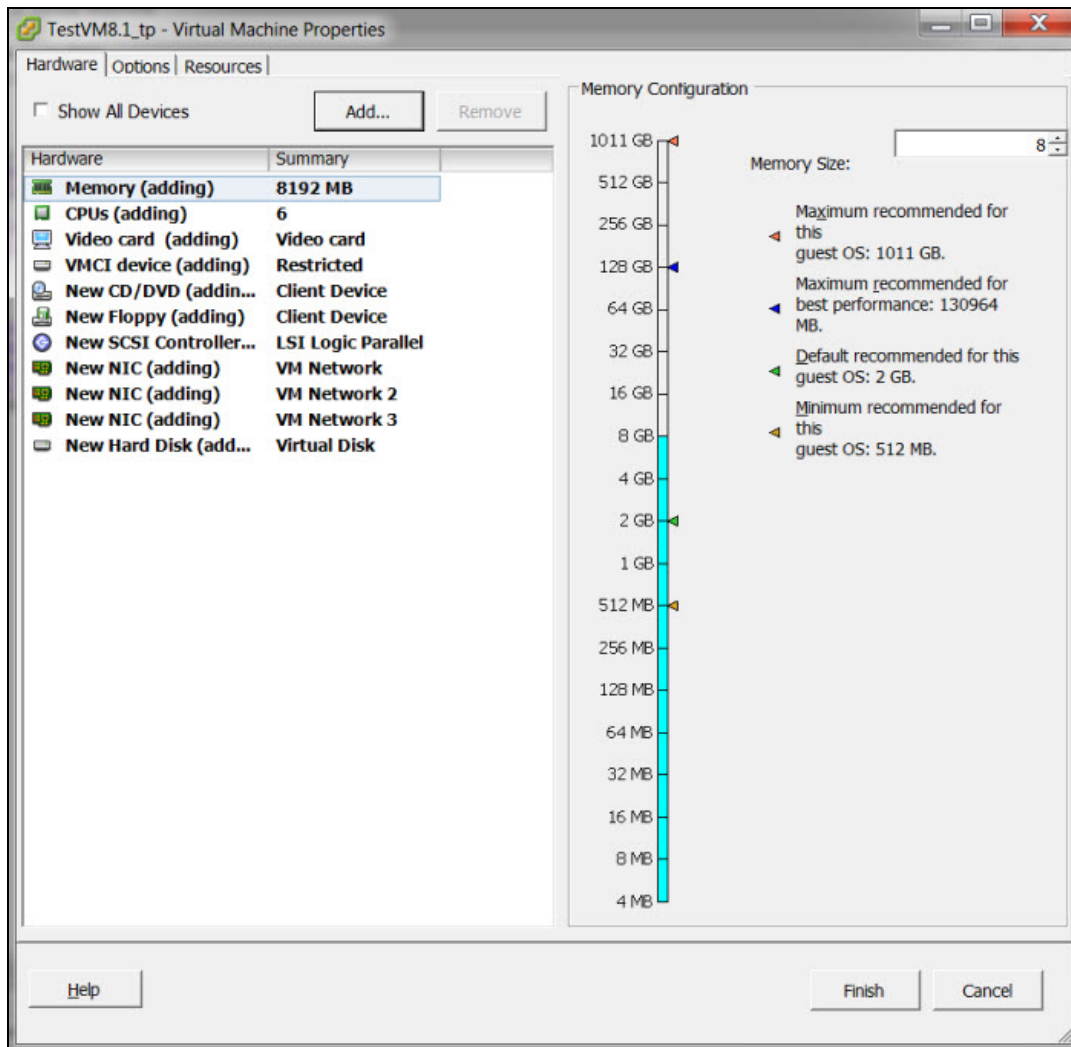 TestVM8.1_tp - Virtual Machine Properties
Hardware Options Resources
Show All Devices Add... Remove
Hardware Summary
Memory (adding) 8192 MB
CPUs (adding) 6
Video card (adding) Video card
VMCI device (adding) Restricted
New CD/DVD (addin... Client Device
New Floppy (adding) Client Device
New SCSI Controller... LSI Logic Parallel
New NIC (adding) VM Network
New NIC (adding) VM Network 2
New NIC (adding) VM Network 3
New Hard Disk (add... Virtual Disk
Memory Configuration
1011 GB
512 GB
256 GB
128 GB
64 GB
32 GB
16 GB
8 GB
4 GB
2 GB
1 GB
512 MB
256 MB
128 MB
64 MB
32 MB
16 MB
8 MB
4 MB
8
Memory Size:
Maximum recommended for
this
guest OS: 1011 GB.
Maximum recommended for
best performance: 130964
MB.
Default recommended for this
guest OS: 2 GB.
Minimum recommended for
this
guest OS: 512 MB.
Help Finish Cancel